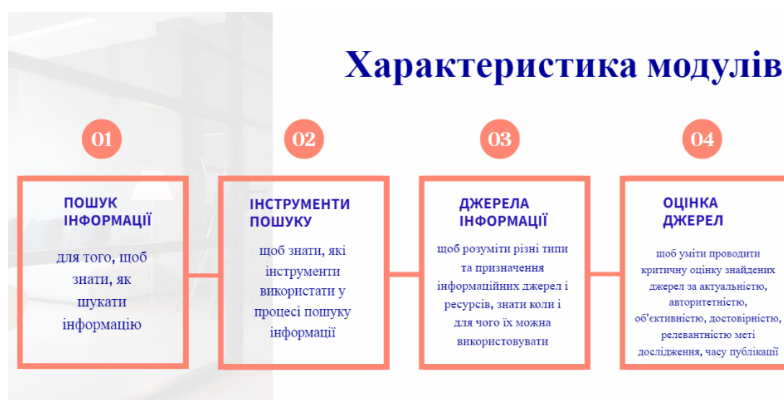 Характеристика модулів
01
ПОШУК
ІНФОРМАЦІЇ
для того, щоб
знати, як
шукати
інформацію
02
ІНСТРУМЕНТИ
ПОШУКУ
щоб знати, які
інструменти
використати у
процесі пошуку
інформації
03
ДЖЕРЕЛА
ІНФОРМАЦІЇ
щоб розуміти різні типи
та призначення
інформаційних джерел і
ресурсів, знати коли і
для чого їх можна
використовувати
04
ОЦІНКА
ДЖЕРЕЛ
щоб уміти проводити
критичну оцінку знайдених
джерел за актуальністю,
авторитетністю,
об'єктивністю, достовірністю,
релевантністю меті
дослідження, часу публікації